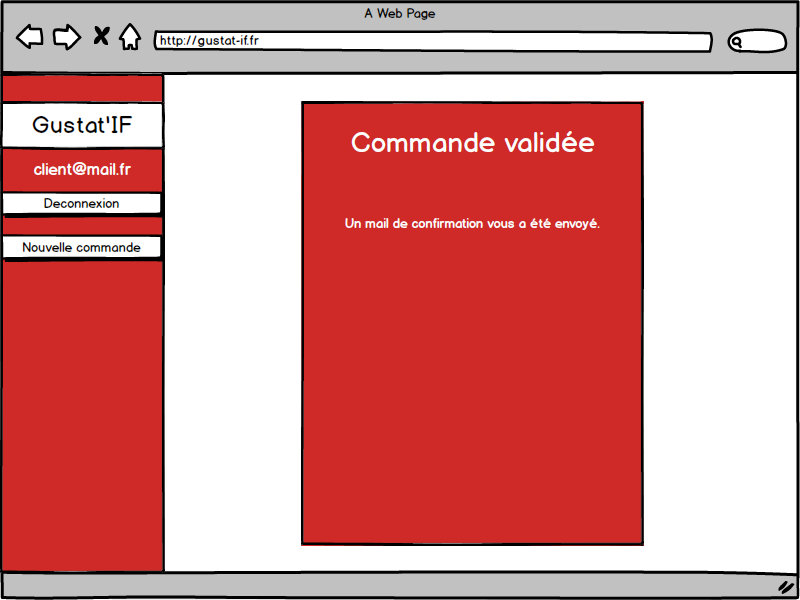 A Web Page
http://gustat-if.fr
Gustat'IF
client@mail.fr
Deconnexion
Nouvelle commande
Commande validée
Un mail de confirmation vous a été envoyé.